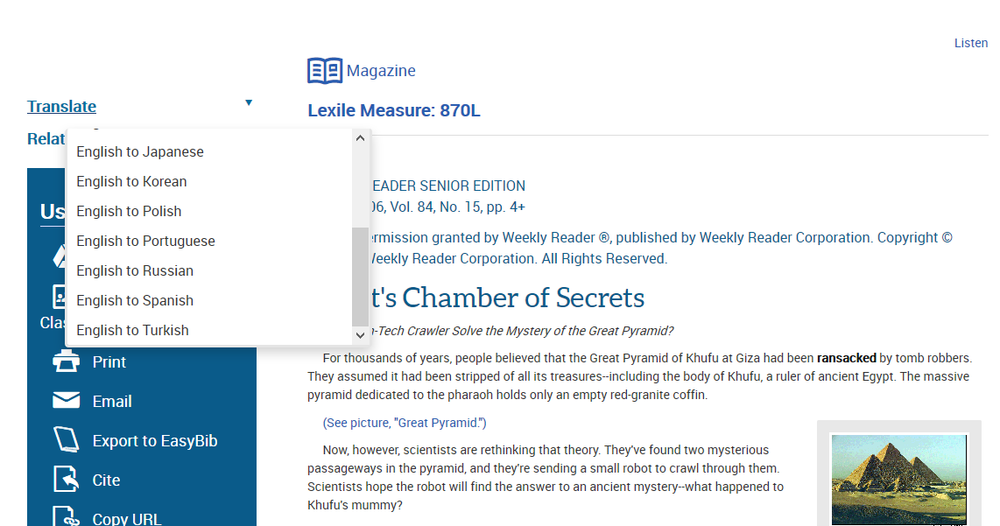 Listen
Magazine
Translate
Lexile Measure: 870L
Relat
English to Japanese
English to Korean
English to Polish
English to Portuguese
English to Russian
English to Spanish
English to Turkish
Us
Clas
Print
Email
Export to EasyBib
Cite
Copy URL
EADER SENIOR EDITION
06, Vol. 84, No. 15, pp. 4+
ermission granted by Weekly Reader ®, published by Weekly Reader Corporation. Copyright ©
Weekly Reader Corporation. All Rights Reserved.
t's Chamber of Secrets
-Tech Crawler Solve the Mystery of the Great Pyramid?
For thousands of years, people believed that the Great Pyramid of Khufu at Giza had been ransacked by tomb robbers.
They assumed it had been stripped of all its treasures--including the body of Khufu, a ruler of ancient Egypt. The massive
pyramid dedicated to the pharaoh holds only an empty red-granite coffin.
(See picture, "Great Pyramid.")
Now, however, scientists are rethinking that theory. They've found two mysterious
passageways in the pyramid, and they're sending a small robot to crawl through them.
Scientists hope the robot will find the answer to an ancient mystery--what happened to
Khufu's mummy?